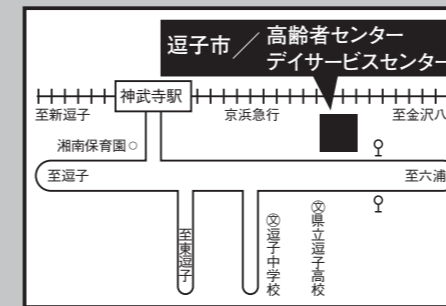 逗子市／高齢者センター
デイサービスセンター
神武寺駅
至新逗子
京浜急行
至金沢八
湘南保育園
至逗子
至六浦
至東逗子
文逗子中学校
文県立逗子高校